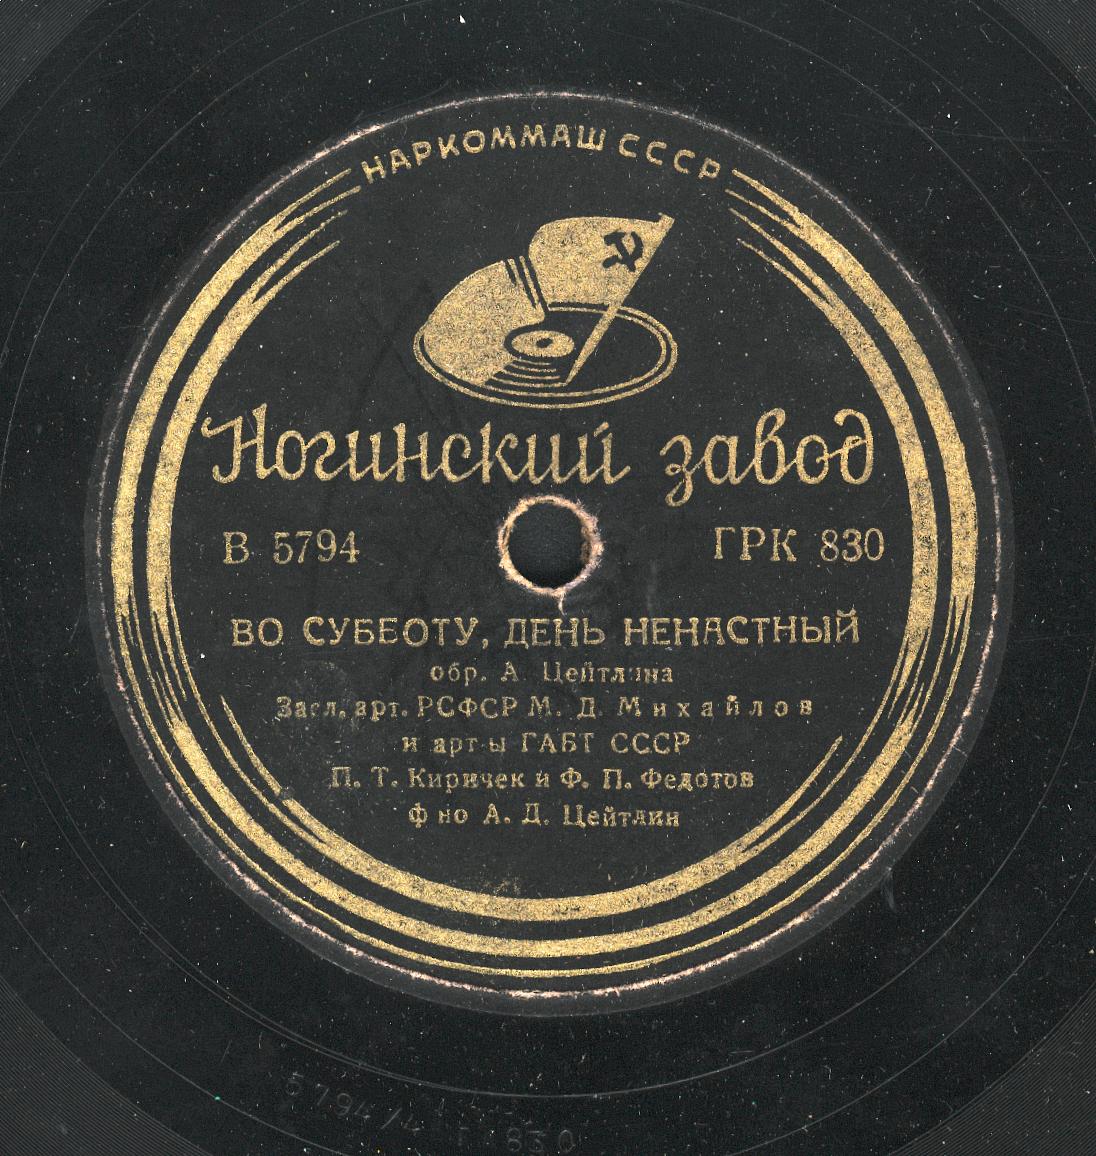 НАРКОММАШ СССР
Ногинский завод
В 5794 ГРК 830
ВО СУББОТУ, ДЕНЬ НЕНАСТНЫЙ
обр. А Цейтлина
Засл. арт. РСФСР М. Д. Михайлов
и арт-ы ГАБТ СССР
П. Т. Киричек и Ф. П. Федотов
ф-но А. Д. Цейтлин
5794/4
Г 830